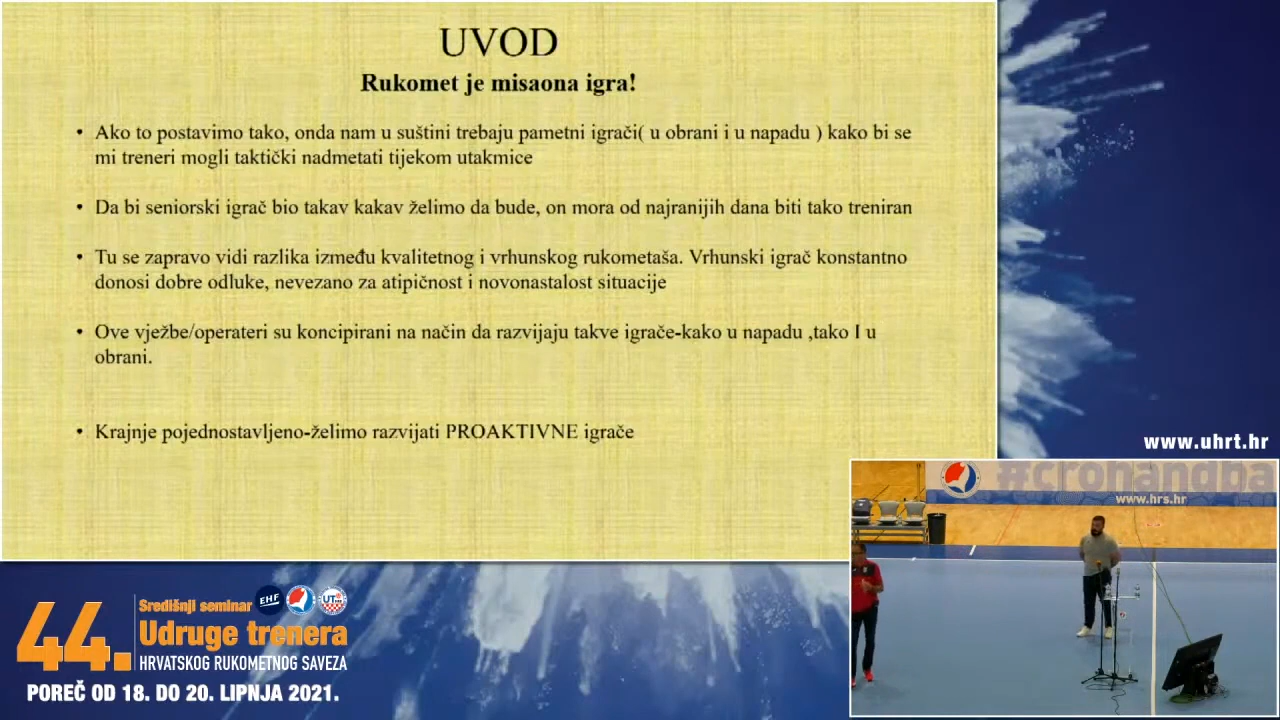 UVOD
Rukomet je misaona igra!
• Ako to postavimo tako, onda nam u suštini trebaju pametni igrači( u obrani i u napadu ) kako bi se
mi treneri mogli taktički nadmetati tijekom utakmice
• Da bi seniorski igrač bio takav kakav želimo da bude, on mora od najranijih dana biti tako treniran
• Tu se zapravo vidi razlika između kvalitetnog i vrhunskog rukometaša. Vrhunski igrač konstantno
donosi dobre odluke, nevezano za atipičnost i novonastalost situacije
• Ove vježbe/operateri su koncipirani na način da razvijaju takve igrače-kako u napadu ,tako I u
obrani.
• Krajnje pojednostavljeno-želimo razvijati PROAKTIVNE igrače
www.uhrt.hr
#crohandba
www.hrs.hr
44.
Središnji seminar
EHF
UT
Udruge trenera
HRVATSKOG RUKOMETNOG SAVEZA
POREČ OD 18. DO 20. LIPNJA 2021.